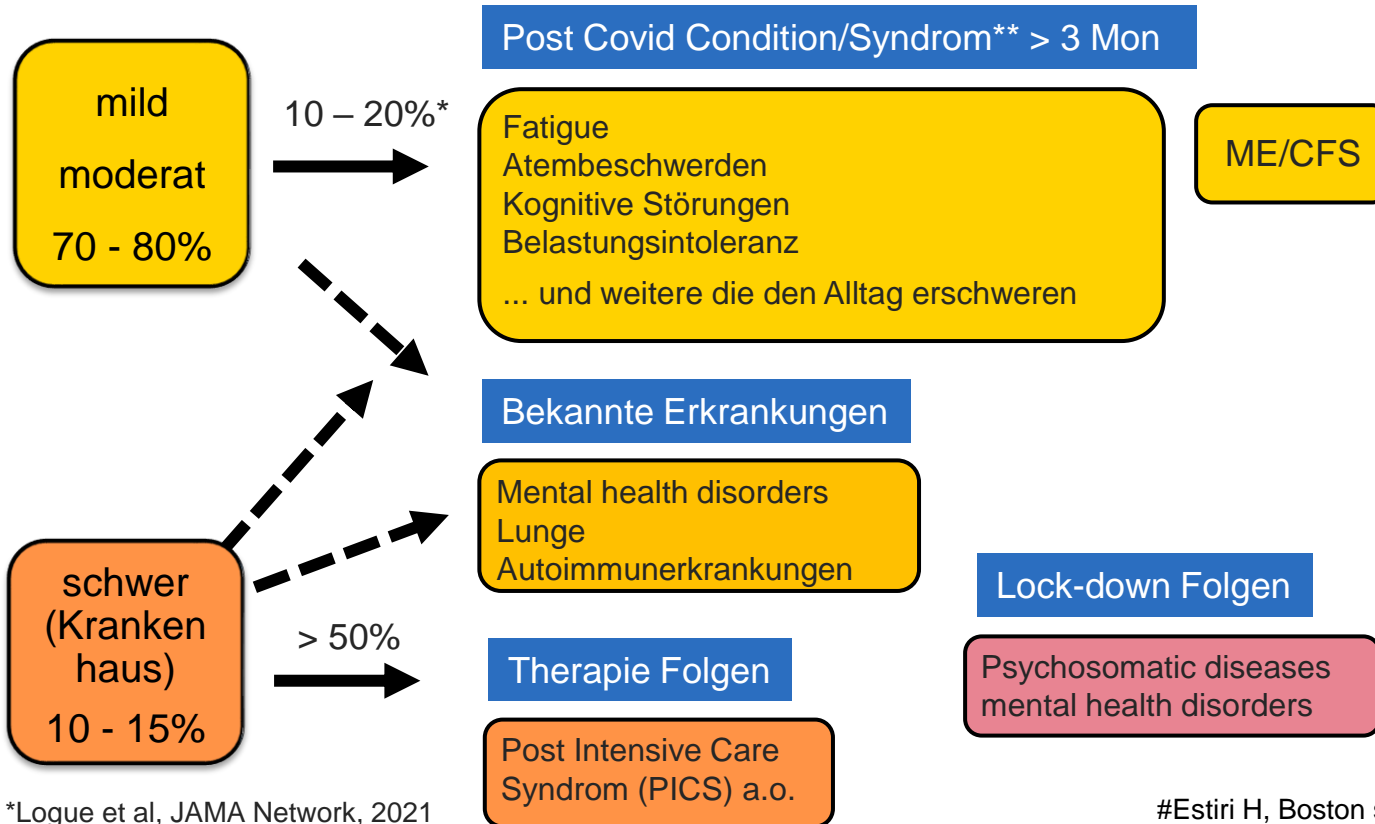 Post Covid Condition/Syndrom** > 3 Mon
mild
moderat
70 - 80%
10 – 20%*
Fatigue
Atembeschwerden
Kognitive Störungen
Belastungsintoleranz
... und weitere die den Alltag erschweren
ME/CFS
Bekannte Erkrankungen
Mental health disorders
Lunge
Autoimmunerkrankungen
schwer
(Kranken
haus)
10 - 15%
> 50%
Therapie Folgen
Post Intensive Care
Syndrom (PICS) a.o.
Lock-down Folgen
Psychosomatic diseases
mental health disorders
*Logue et al, JAMA Network, 2021
#Estiri H, Boston